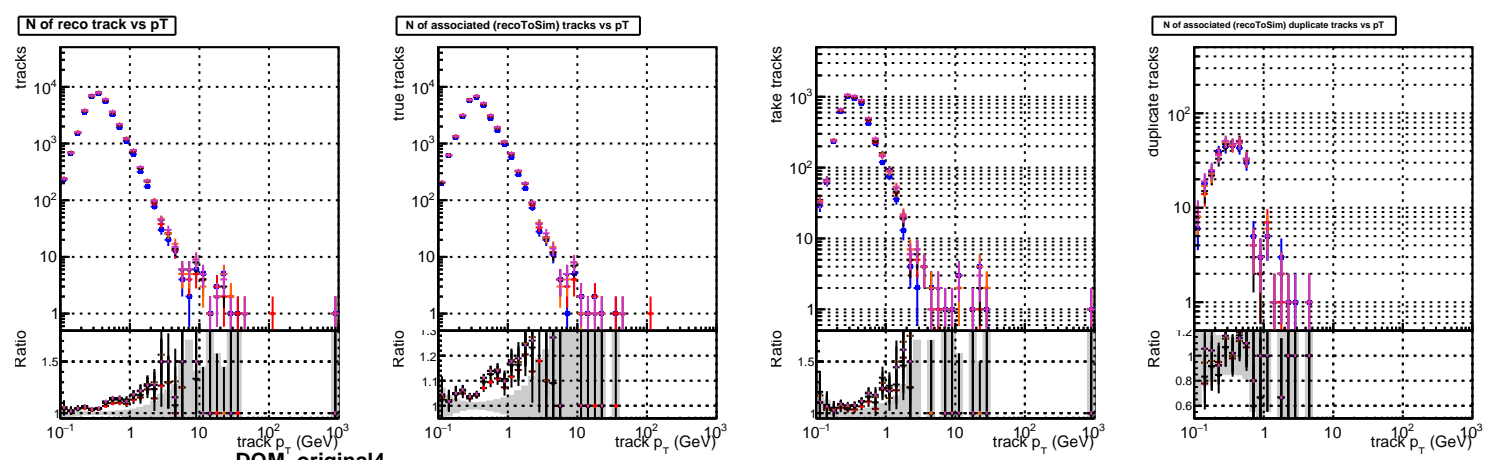 N of reco track vs pT
N of associated (recoToSim) tracks vs pT
N of associated (recoToSim) duplicate tracks vs pT
tracks
10^4
10^3
10^2
10
1
Ratio
1.5
1
10^-1 1 10 10^2 10^3
track p_T (GeV)
true tracks
10^4
10^3
10^2
10
1
Ratio
1.2
1.1
1
10^-1 1 10 10^2 10^3
track p_T (GeV)
fake tracks
10^3
10^2
10
1
Ratio
1.5
1
10^-1 1 10 10^2 10^3
track p_T (GeV)
duplicate tracks
10^2
10
1
Ratio
1.2
1
0.8
0.6
10^-1 1 10 10^2 10^3
track p_T (GeV)